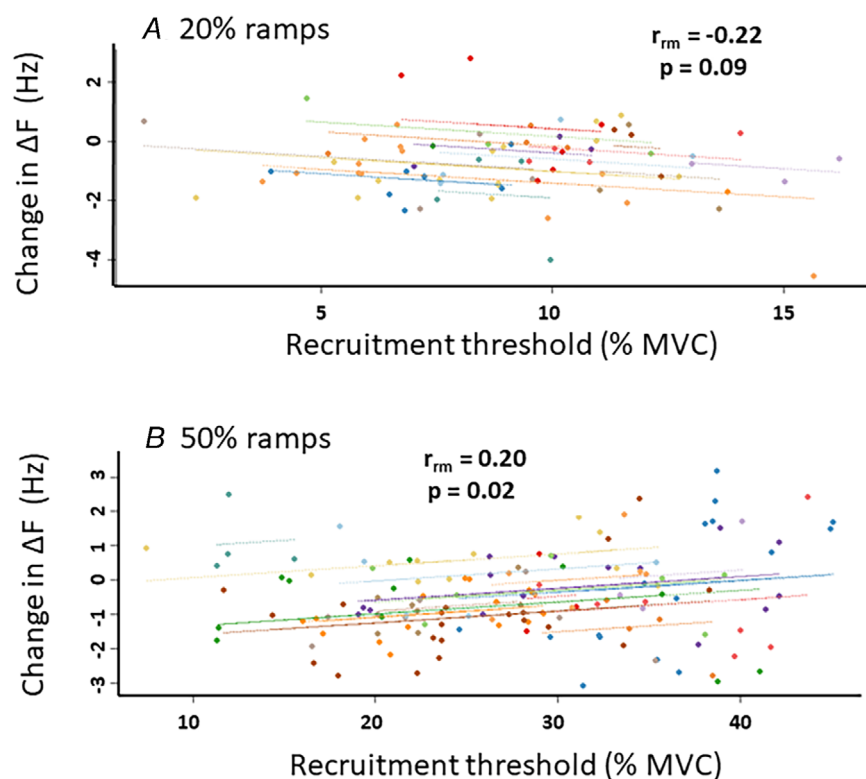 A 20% ramps
r_rm = -0.22
p = 0.09
Change in ΔF (Hz)
2
0
-2
-4
5 10 15
Recruitment threshold (% MVC)
B 50% ramps
r_rm = 0.20
p = 0.02
Change in ΔF (Hz)
3
2
1
0
-1
-2
-3
10 20 30 40
Recruitment threshold (% MVC)